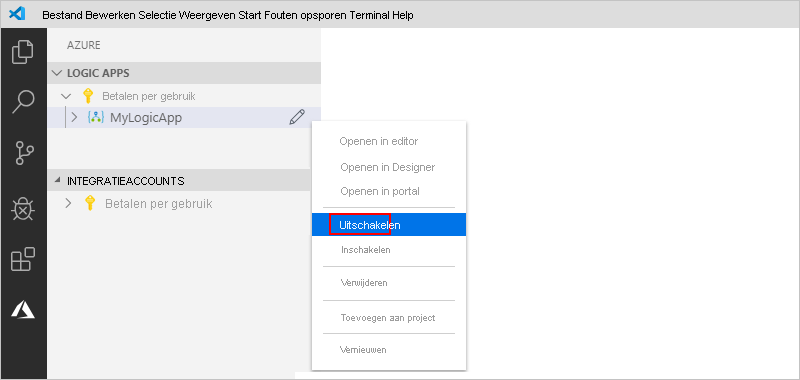 Bestand Bewerken Selectie Weergeven Start Fouten opsporen Terminal Help
AZURE
LOGIC APPS
Betalen per gebruik
MyLogicApp
Openen in editor
Openen in Designer
Openen in portal
Uitschakelen
Inschakelen
Verwijderen
Toevoegen aan project
Vernieuwen
INTEGRATIEACCOUNTS
Betalen per gebruik